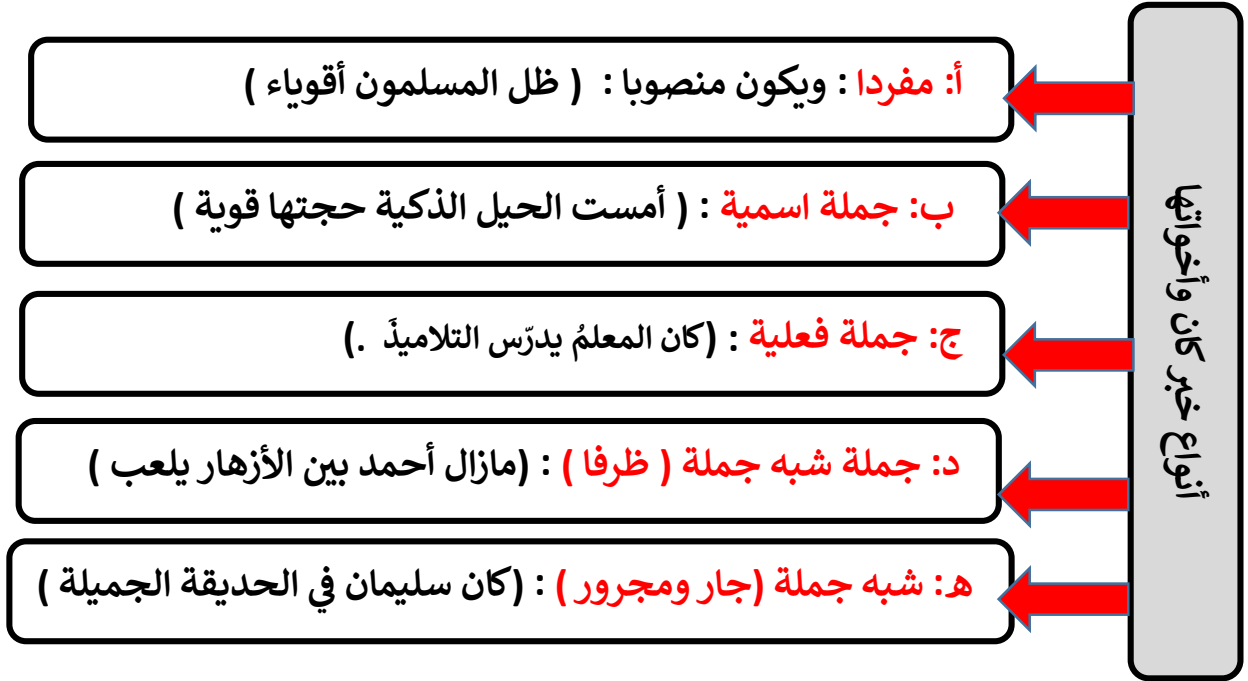 أنواع خبر كان وأخواتها
أ: مفردا : ويكون منصوبا : ( ظل المسلمون أقوياء )
ب: جملة اسمية : ( أمست الحيل الذكية حجتها قوية )
ج: جملة فعلية : (كان المعلمُ يدرّس التلاميذَ .)
د: جملة شبه جملة ( ظرفا ) : (مازال أحمد بين الأزهار يلعب )
ه: شبه جملة (جار ومجرور ) : (كان سليمان في الحديقة الجميلة )